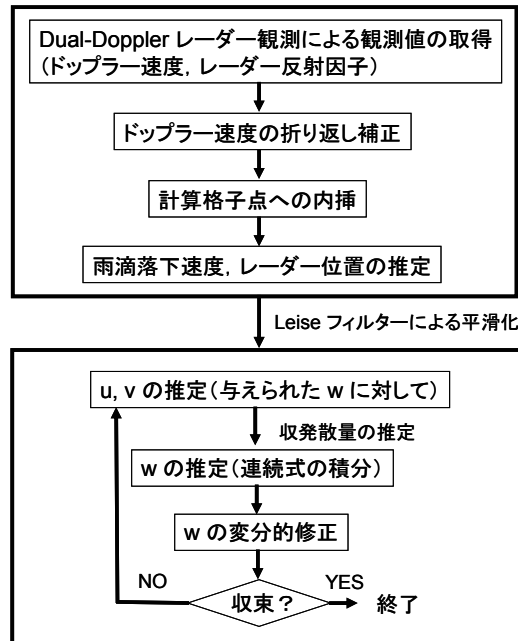 Dual-Doppler レーダー観測による観測値の取得
（ドップラー速度，レーダー反射因子）
ドップラー速度の折り返し補正
計算格子点への内挿
雨滴落下速度，レーダー位置の推定
Leise フィルターによる平滑化
u, v の推定（与えられた w に対して）
収発散量の推定
w の推定（連続式の積分）
w の変分的修正
NO
収束？
YES
終了